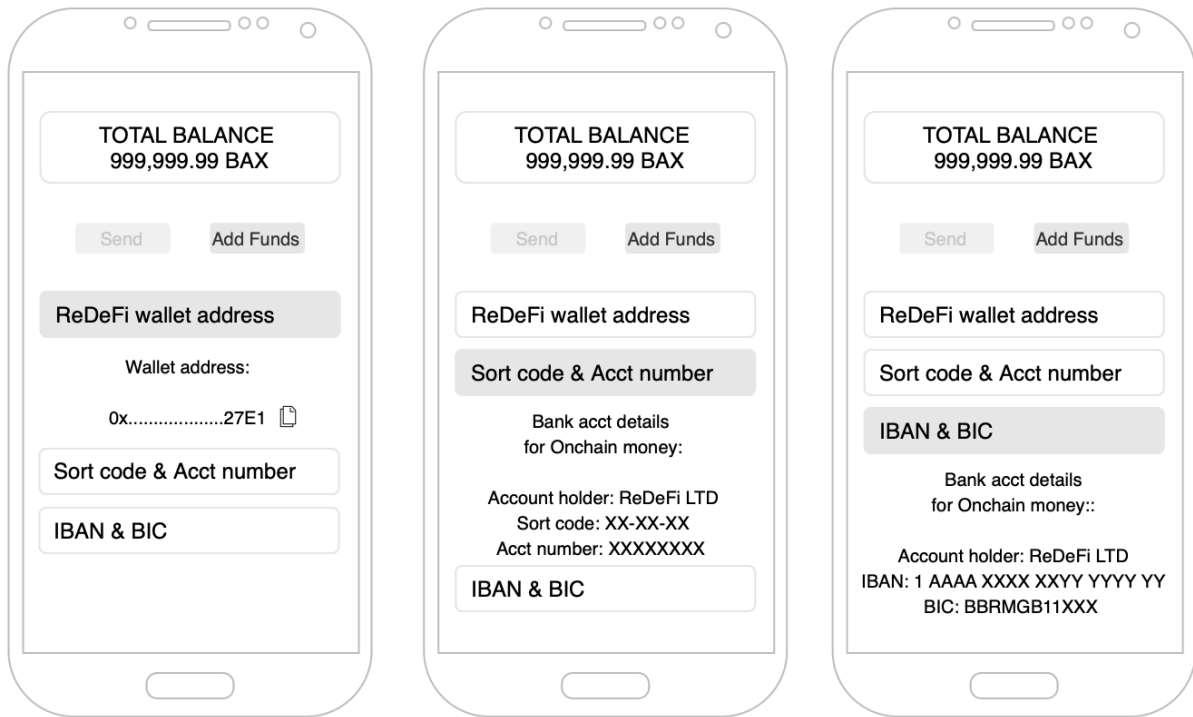 TOTAL BALANCE
999,999.99 BAX
Send
Add Funds
ReDeFi wallet address
Wallet address:
0x...................27E1
Sort code & Acct number
IBAN & BIC
TOTAL BALANCE
999,999.99 BAX
Send
Add Funds
ReDeFi wallet address
Sort code & Acct number
Bank acct details
for Onchain money:
Account holder: ReDeFi LTD
Sort code: XX-XX-XX
Acct number: XXXXXXXX
IBAN & BIC
TOTAL BALANCE
999,999.99 BAX
Send
Add Funds
ReDeFi wallet address
Sort code & Acct number
IBAN & BIC
Bank acct details
for Onchain money::
Account holder: ReDeFi LTD
IBAN: 1 AAAA XXXX XXYY YYYY YY
BIC: BBRMGB11XXX